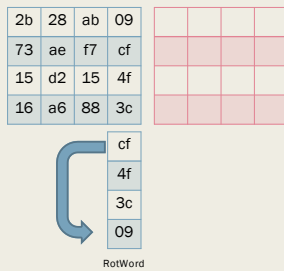 2b 28 ab 09
73 ae f7 cf
15 d2 15 4f
16 a6 88 3c
cf
4f
3c
09
RotWord